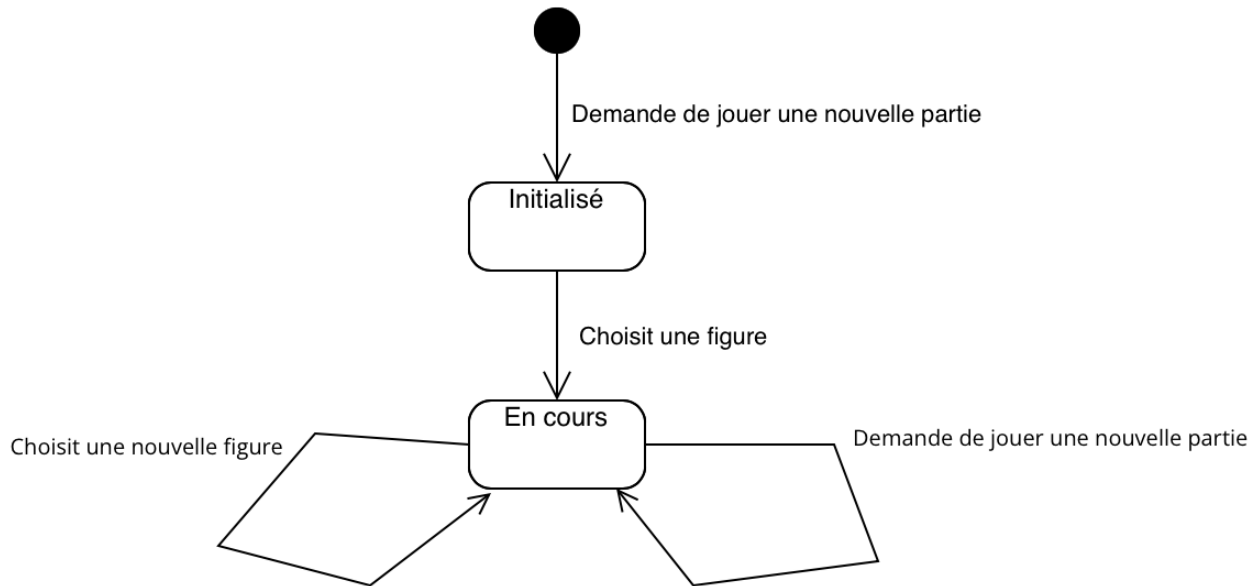 Demande de jouer une nouvelle partie
Initialisé
Choisit une figure
En cours
Choisit une nouvelle figure
Demande de jouer une nouvelle partie